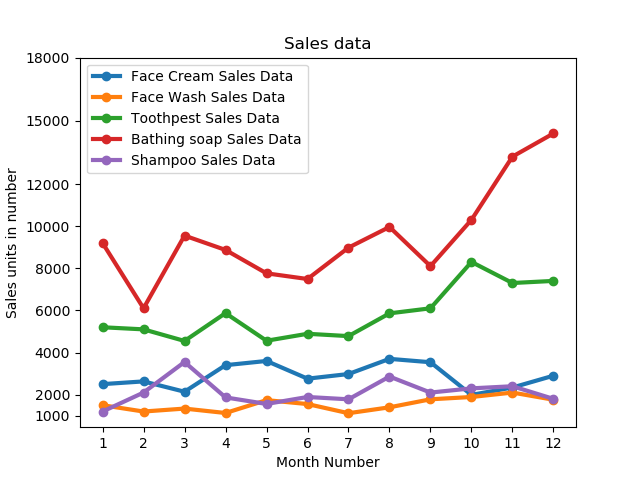 Sales data
18000
15000
12000
10000
8000
6000
4000
2000
1000
Sales units in number
Face Cream Sales Data
Face Wash Sales Data
Toothpest Sales Data
Bathing soap Sales Data
Shampoo Sales Data
1 2 3 4 5 6 7 8 9 10 11 12
Month Number